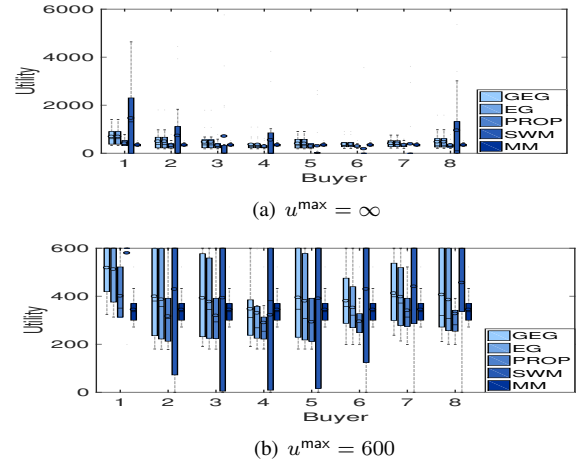 6000
4000
2000
0
Utility
GEG
EG
PROP
SWM
MM
1 2 3 4 5 6 7 8
Buyer
(a) u^max = ∞
600
400
200
0
Utility
GEG
EG
PROP
SWM
MM
1 2 3 4 5 6 7 8
Buyer
(b) u^max = 600